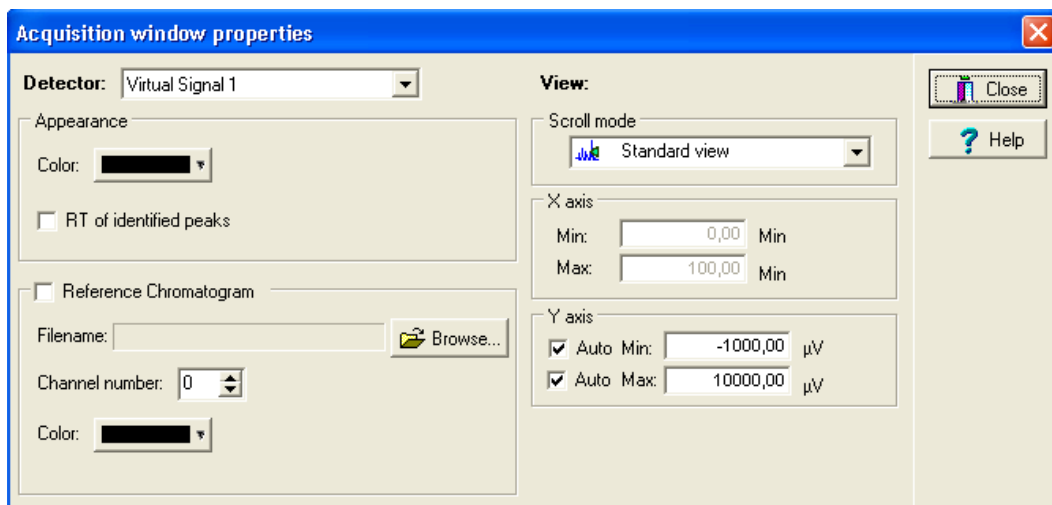 Acquisition window properties
Detector: Virtual Signal 1
Appearance
Color:
RT of identified peaks
Reference Chromatogram
Filename: Browse...
Channel number: 0
Color:
View:
Scroll mode
Standard view
X axis
Min: 0,00 Min
Max: 100,00 Min
Y axis
Auto Min: -1000,00 µV
Auto Max: 10000,00 µV
Close
? Help